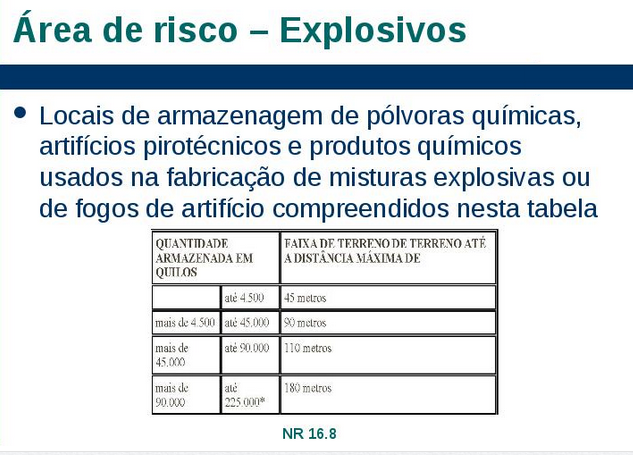 Área de risco – Explosivos
Locais de armazenagem de pólvoras químicas,
artifícios pirotécnicos e produtos químicos
usados na fabricação de misturas explosivas ou
de fogos de artifício compreendidos nesta tabela
QUANTIDADE
ARMAZENADA EM
QUILOS
FAIXA DE TERRENO DE TERRENO ATÉ
A DISTÂNCIA MÁXIMA DE
até 4.500
45 metros
mais de 4.500
até 45.000
90 metros
mais de
45.000
até 90.000
110 metros
mais de
90.000
até
225.000*
180 metros
NR 16.8